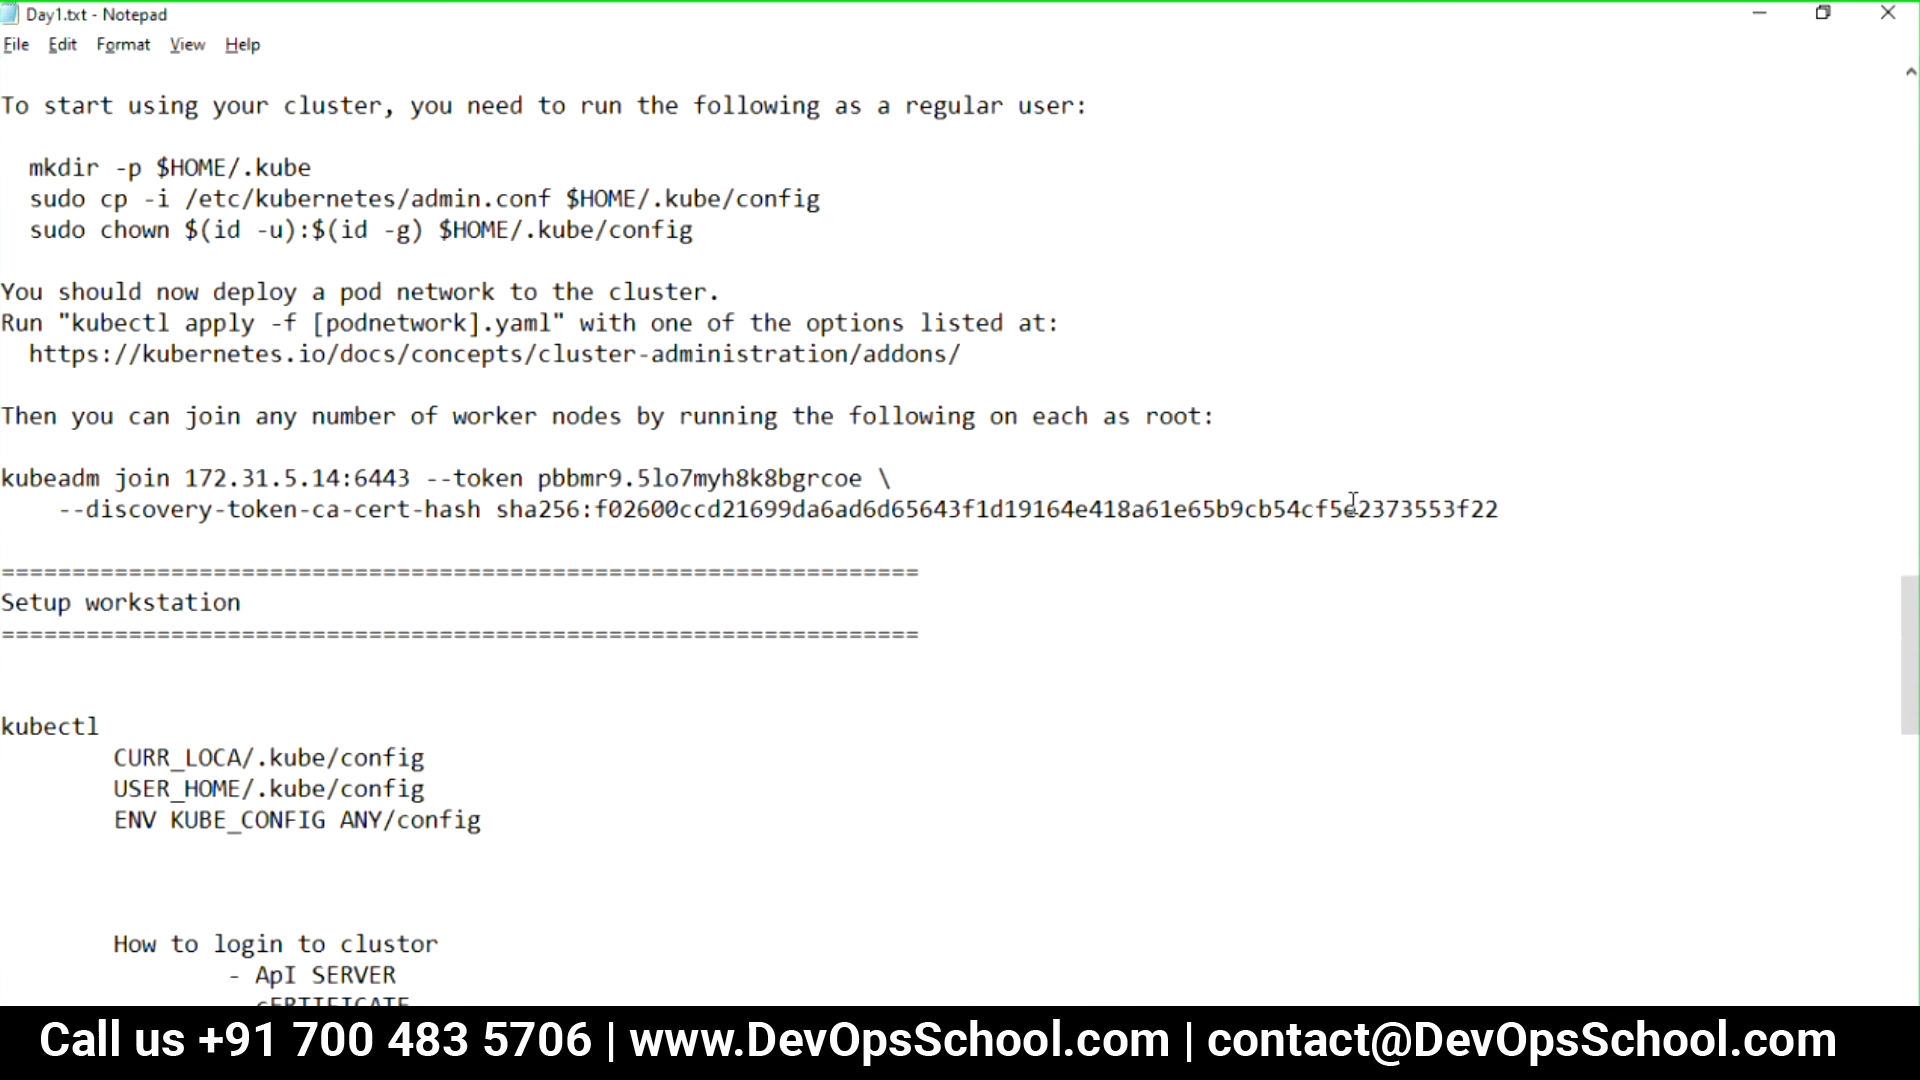 Day1.txt - Notepad
File Edit Format View Help
To start using your cluster, you need to run the following as a regular user:
mkdir -p $HOME/.kube
sudo cp -i /etc/kubernetes/admin.conf $HOME/.kube/config
sudo chown $(id -u):$(id -g) $HOME/.kube/config
You should now deploy a pod network to the cluster.
Run "kubectl apply -f [podnetwork].yaml" with one of the options listed at:
https://kubernetes.io/docs/concepts/cluster-administration/addons/
Then you can join any number of worker nodes by running the following on each as root:
kubeadm join 172.31.5.14:6443 --token pbbmr9.5lo7myh8k8bgrcoe \
--discovery-token-ca-cert-hash sha256:f02600ccd21699da6ad6d65643f1d19164e418a61e65b9cb54cf5e2373553f22
=================================================================
Setup workstation
=================================================================
kubectl
CURR_LOCA/.kube/config
USER_HOME/.kube/config
ENV KUBE_CONFIG ANY/config
How to login to clustor
- ApI SERVER
cERTIFICATE
Call us +91 700 483 5706 | www.DevOpsSchool.com | contact@DevOpsSchool.com